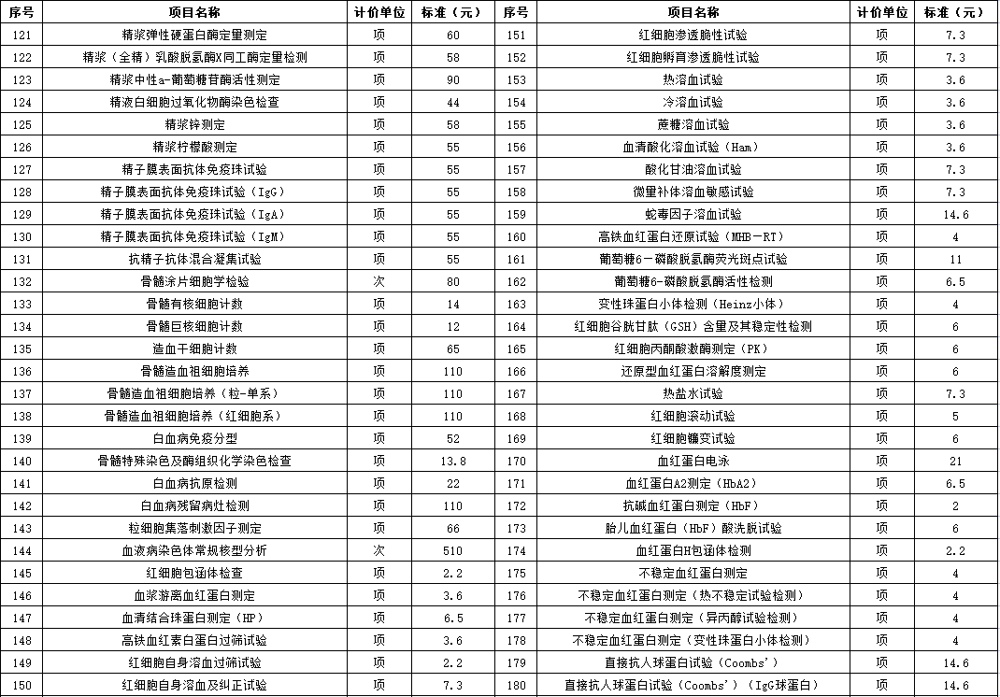 序号 项目名称 计价单位 标准（元） 序号 项目名称 计价单位 标准（元）
121 精浆弹性硬蛋白酶定量测定 项 60 151 红细胞渗透脆性试验 项 7.3
122 精浆（全精）乳酸脱氢酶X同工酶定量检测 项 58 152 红细胞孵育渗透脆性试验 项 7.3
123 精浆中性a-葡萄糖苷酶活性测定 项 90 153 热溶血试验 项 3.6
124 精液白细胞过氧化物酶染色检查 项 44 154 冷溶血试验 项 3.6
125 精浆锌测定 项 58 155 蔗糖溶血试验 项 3.6
126 精浆柠檬酸测定 项 55 156 血清酸化溶血试验（Ham） 项 3.6
127 精子膜表面抗体免疫珠试验 项 55 157 酸化甘油溶血试验 项 7.3
128 精子膜表面抗体免疫珠试验（IgG） 项 55 158 微量补体溶血敏感试验 项 7.3
129 精子膜表面抗体免疫珠试验（IgA） 项 55 159 蛇毒因子溶血试验 项 14.6
130 精子膜表面抗体免疫珠试验（IgM） 项 55 160 高铁血红蛋白还原试验（MHB－RT） 项 4
131 抗精子抗体混合凝集试验 项 55 161 葡萄糖6－磷酸脱氢酶荧光斑点试验 项 11
132 骨髓涂片细胞学检验 次 80 162 葡萄糖6-磷酸脱氢酶活性检测 项 6.5
133 骨髓有核细胞计数 项 14 163 变性珠蛋白小体检测（Heinz小体） 项 4
134 骨髓巨核细胞计数 项 12 164 红细胞谷胱甘肽（GSH）含量及其稳定性检测 项 6
135 造血干细胞计数 项 65 165 红细胞丙酮酸激酶测定（PK） 项 6
136 骨髓造血祖细胞培养 项 110 166 还原型血红蛋白溶解度测定 项 6
137 骨髓造血祖细胞培养（粒-单系） 项 110 167 热盐水试验 项 7.3
138 骨髓造血祖细胞培养（红细胞系） 项 110 168 红细胞滚动试验 项 5
139 白血病免疫分型 项 52 169 红细胞镰变试验 项 6
140 骨髓特殊染色及酶组织化学染色检查 项 13.8 170 血红蛋白电泳 项 21
141 白血病抗原检测 项 22 171 血红蛋白A2测定（HbA2） 项 6.5
142 白血病残留病灶检测 项 110 172 抗碱血红蛋白测定（HbF） 项 2
143 粒细胞集落刺激因子测定 项 66 173 胎儿血红蛋白（HbF）酸洗脱试验 项 6
144 血液病染色体常规核型分析 次 510 174 血红蛋白H包涵体检测 项 2.2
145 红细胞包涵体检查 项 2.2 175 不稳定血红蛋白测定 项 4
146 血浆游离血红蛋白测定 项 3.6 176 不稳定血红蛋白测定（热不稳定试验检测） 项 4
147 血清结合珠蛋白测定（HP） 项 6.5 177 不稳定血红蛋白测定（异丙醇试验检测） 项 4
148 高铁血红素白蛋白过筛试验 项 3.6 178 不稳定血红蛋白测定（变性珠蛋白小体检测） 项 4
149 红细胞自身溶血过筛试验 项 2.2 179 直接抗人球蛋白试验（Coombs'） 项 14.6
150 红细胞自身溶血及纠正试验 项 7.3 180 直接抗人球蛋白试验（Coombs'）（IgG球蛋白） 项 14.6